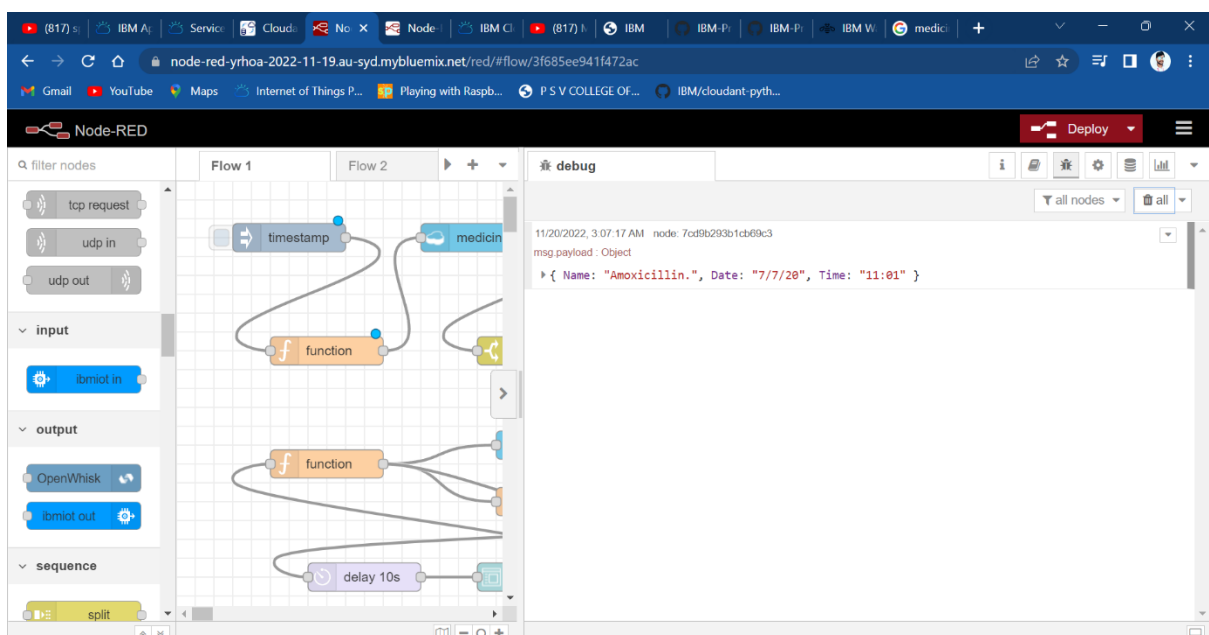 (817) s
IBM Ap
Service
Clouda
No
Node-
IBM Cl
(817) N
IBM
IBM-Pr
IBM-Pr
IBM W
medici
node-red-yrhoa-2022-11-19.au-syd.mybluemix.net/red/#flow/3f685ee941f472ac
Gmail
YouTube
Maps
Internet of Things P...
Playing with Raspb...
P S V COLLEGE OF...
IBM/cloudant-pyth...
Node-RED
Deploy
filter nodes
Flow 1
Flow 2
debug
all nodes
all
tcp request
udp in
udp out
input
ibmiot in
output
OpenWhisk
ibmiot out
sequence
split
timestamp
medicin
function
function
delay 10s
11/20/2022, 3:07:17 AM node: 7cd9b293b1cb69c3
msg.payload : Object
{ Name: "Amoxicillin.", Date: "7/7/20", Time: "11:01" }